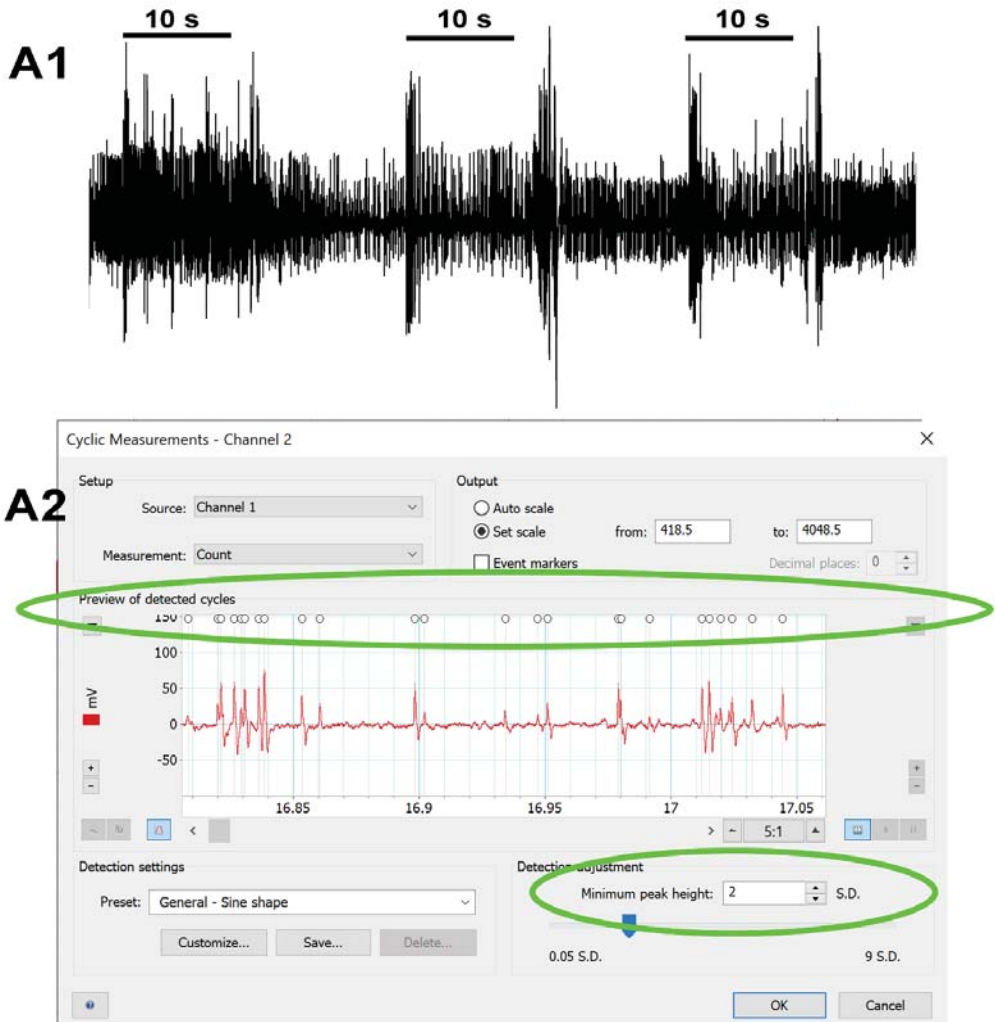 10 s 10 s 10 s
A1
Cyclic Measurements - Channel 2
A2
Setup
Source: Channel 1
Measurement: Count
Output
Auto scale
Set scale from: 418.5 to: 4048.5
Event markers Decimal places: 0
Preview of detected cycles
150
100
50
0
-50
mV
+
-
+
-
16.85 16.9 16.95 17 17.05
5:1
Detection settings
Preset: General - Sine shape
Customize... Save... Delete...
Detection adjustment
Minimum peak height: 2 S.D.
0.05 S.D. 9 S.D.
OK Cancel